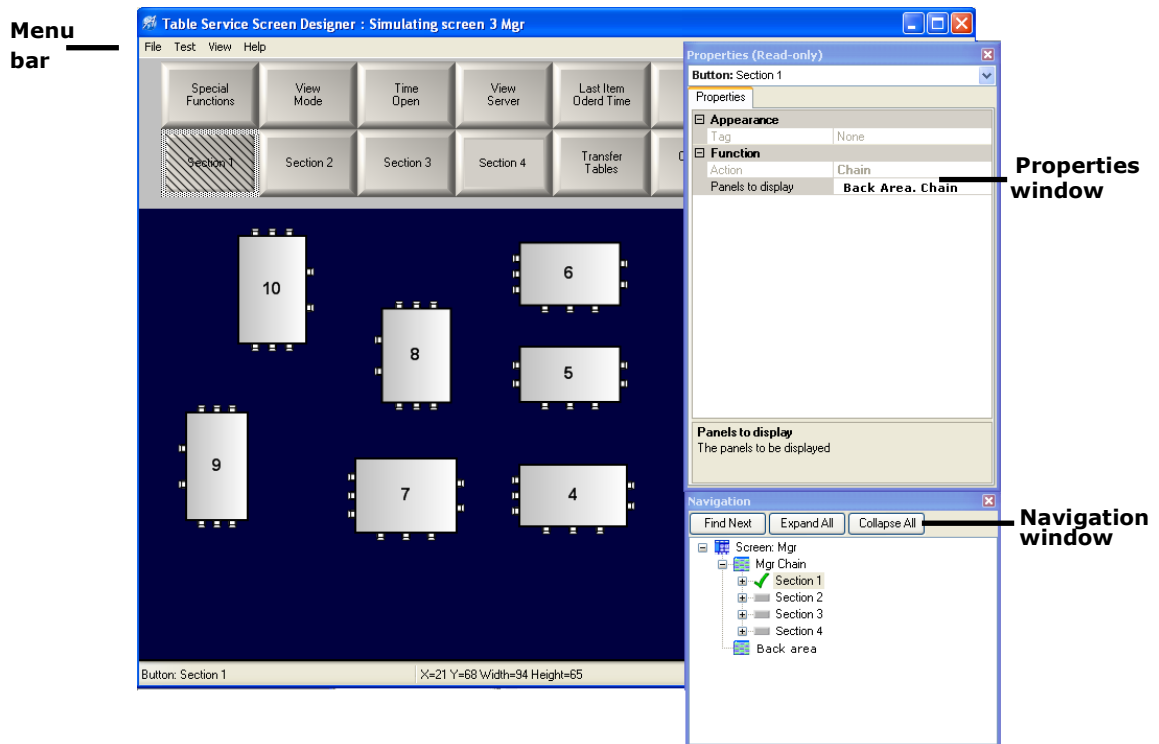 Menu
bar
Table Service Screen Designer : Simulating screen 3 Mgr
File Test View Help
Special
Functions
View
Mode
Time
Open
View
Server
Last Item
Oderd Time
Section 1
Section 2
Section 3
Section 4
Transfer
Tables
10
6
8
5
9
7
4
Button: Section 1
X=21 Y=68 Width=94 Height=65
Properties (Read-only)
Button: Section 1
Properties
Appearance
Tag None
Function
Action Chain
Panels to display Back Area. Chain
Panels to display
The panels to be displayed
Properties
window
Navigation
Find Next Expand All Collapse All
Screen: Mgr
Mgr Chain
Section 1
Section 2
Section 3
Section 4
Back area
Navigation
window